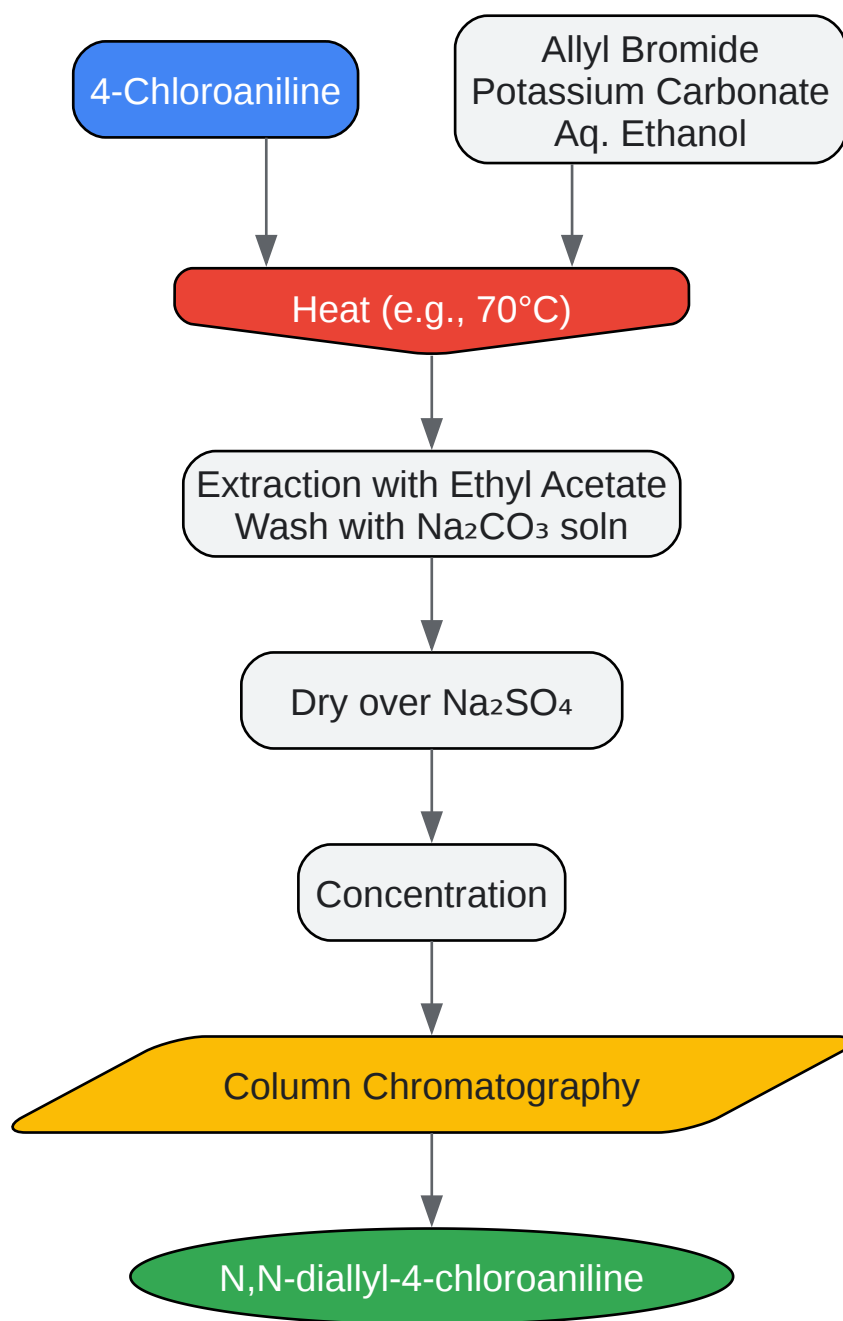 4-Chloroaniline
Allyl Bromide
Potassium Carbonate
Aq. Ethanol
Heat (e.g., 70°C)
Extraction with Ethyl Acetate
Wash with Na₂CO₃ soln
Dry over Na₂SO₄
Concentration
Column Chromatography
N,N-diallyl-4-chloroaniline